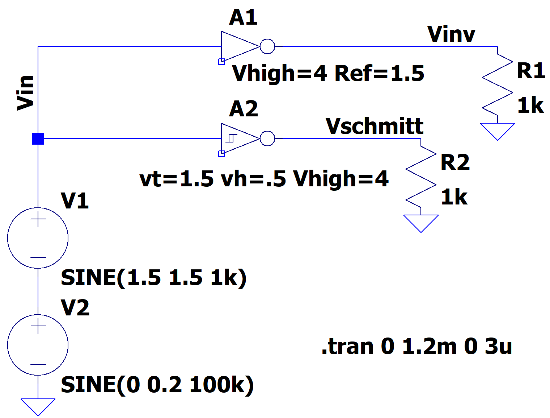 A1
Vinv
Vhigh=4 Ref=1.5
R1
1k
Vin
A2
Vschmitt
vt=1.5 vh=.5 Vhigh=4
R2
1k
V1
+
−
SINE(1.5 1.5 1k)
V2
+
−
SINE(0 0.2 100k)
.tran 0 1.2m 0 3u